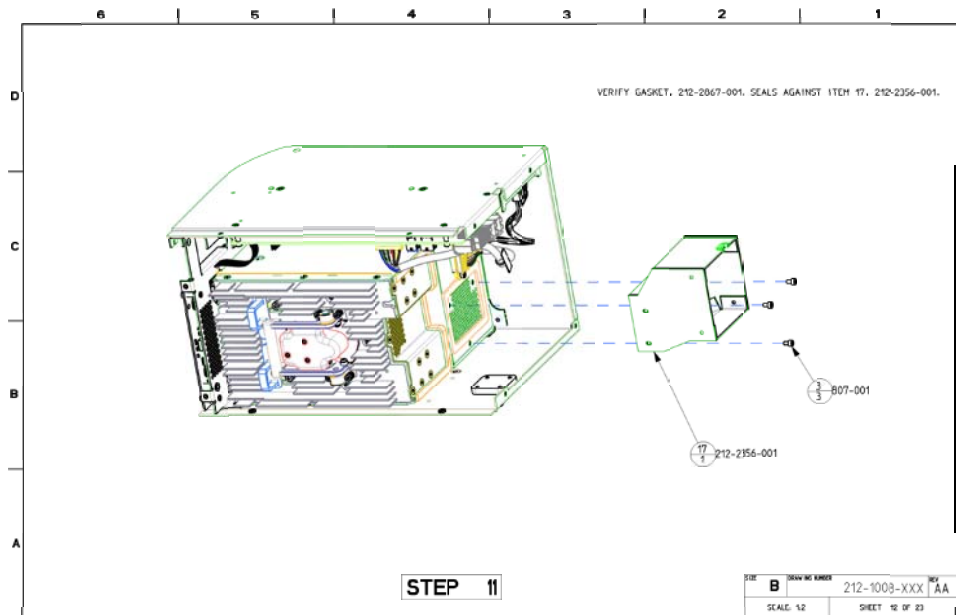 6 5 4 3 2 1
D
VERIFY GASKET, 212-2867-001, SEALS AGAINST ITEM 17, 212-2356-001.
C
B
3
3
807-001
17
1
212-2356-001
A
STEP 11
SIZE
B
DRAWING NUMBER
212-1008-XXX
REV
AA
SCALE 1:2
SHEET 12 OF 23